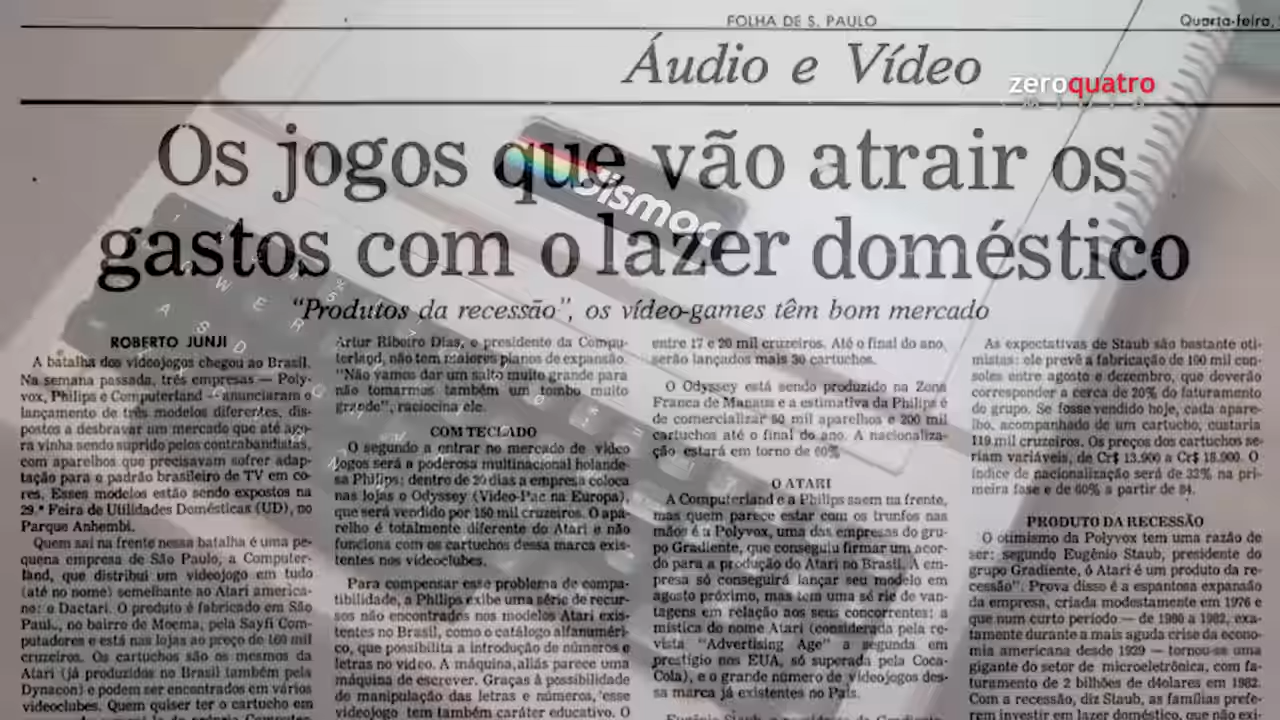 FOLHA DE S. PAULO
Quarta-feira,
Áudio e Vídeo
zeroquatro
Os jogos que vão atrair os
gastos com o lazer doméstico
“Produtos da recessão”, os vídeo-games têm bom mercado
ROBERTO JUNJI
A batalha dos videojogos chegou ao Brasil.
Na semana passada, três empresas — Poly-
vox, Philips e Computerland — anunciaram o
lançamento de três modelos diferentes, dis-
postos a desbravar um mercado que até ago-
ra vinha sendo suprido pelos contrabandistas,
com aparelhos que precisavam sofrer adap-
tação para o padrão brasileiro de TV em co-
res. Esses modelos estão sendo expostos na
29.ª Feira de Utilidades Domésticas (UD), no
Parque Anhembi.
Quem sai na frente nessa batalha é uma pe-
quena empresa de São Paulo, a Computer-
land, que distribui um videojogo em tudo
(até no nome) semelhante ao Atari america-
no: o Dactari. O produto é fabricado em São
Paul., no bairro de Moema, pela Sayfi Com-
putadores e está nas lojas ao preço de 160 mil
cruzeiros. Os cartuchos são os mesmos da
Atari (já produzidos no Brasil também pela
Dynacon) e podem ser encontrados em vários
videoclubes. Quem quiser ter o cartucho em
Artur Ribeiro Dias, o presidente da Compu-
terland, não tem maiores planos de expansão.
"Não vamos dar um salto muito grande para
não tomarmos também um tombo muito
grande", raciocina ele.
COM TECLADO
O segundo a entrar no mercado de video
jogos será a poderosa multinacional holande-
sa Philips: dentro de 20 dias a empresa coloca
nas lojas o Odyssey (Video-Pac na Europa),
que será vendido por 150 mil cruzeiros. O apa-
relho é totalmente diferente do Atari e não
funciona com os cartuchos dessa marca exis-
tentes nos videoclubes.
Para compensar esse problema de compa-
tibilidade, a Philips exibe uma série de recur-
sos não encontrados nos modelos Atari exis-
tentes no Brasil, como o catálogo alfanuméri-
co, que possibilita a introdução de números e
letras no video. A máquina, aliás parece uma
máquina de escrever. Graças à possibilidade
de manipulação das letras e números, 'esse
videojogo tem também caráter educativo. O
entre 17 e 20 mil cruzeiros. Até o final do ano,
serão lançados mais 30 cartuchos.
O Odyssey está sendo produzido na Zona
Franca de Manaus e a estimativa da Philips é
de comercializar 50 mil aparelhos e 200 mil
cartuchos até o final do ano. A nacionaliza-
ção estará em torno de 60%
O ATARI
A Computerland e a Philips saem na frente,
mas quem parece estar com os trunfos nas
mãos é a Polyvox, uma das empresas do gru-
po Gradiente, que conseguiu firmar um acor-
do para a produção do Atari no Brasil. A em-
presa só conseguirá lançar seu modelo em
agosto próximo, mas tem uma sé rie de van-
tagens em relação aos seus concorrentes: a
mística do nome Atari (considerada pela re-
vista "Advertising Age" a segunda em
prestígio nos EUA, só superada pela Coca-
Cola), e o grande número de videojogos des-
sa marca já existentes no País.
As expectativas de Staub são bastante oti-
mistas: ele prevê a fabricação de 100 mil con-
soles entre agosto e dezembro, que deverão
corresponder a cerca de 20% do faturamento
do grupo. Se fosse vendido hoje, cada apare-
lho, acompanhado de um cartucho, custaria
119 mil cruzeiros. Os preços dos cartuchos se-
riam variáveis, de Cr$ 13.900 a Cr$ 18.900. O
índice de nacionalização será de 32% na pri-
meira fase e de 60% a partir de 84.
PRODUTO DA RECESSÃO
O otimismo da Polyvox tem uma razão de
ser: segundo Eugênio Staub, presidente do
grupo Gradiente, o Atari é um produto da re-
cessão". Prova disso é a espantosa expansão
da empresa, criada modestamente em 1976 e
que num curto período — de 1980 a 1982, exa-
tamente durante a mais aguda crise da econo-
mia americana desde 1929 — tornou-se uma
gigante do setor de microeletrônica, com fa-
turamento de 2 bilhões de d4olares em 1982.
Com a recessão, diz Staub, as famílias prefe-
rem investir em lazer doméstico, e não exi-